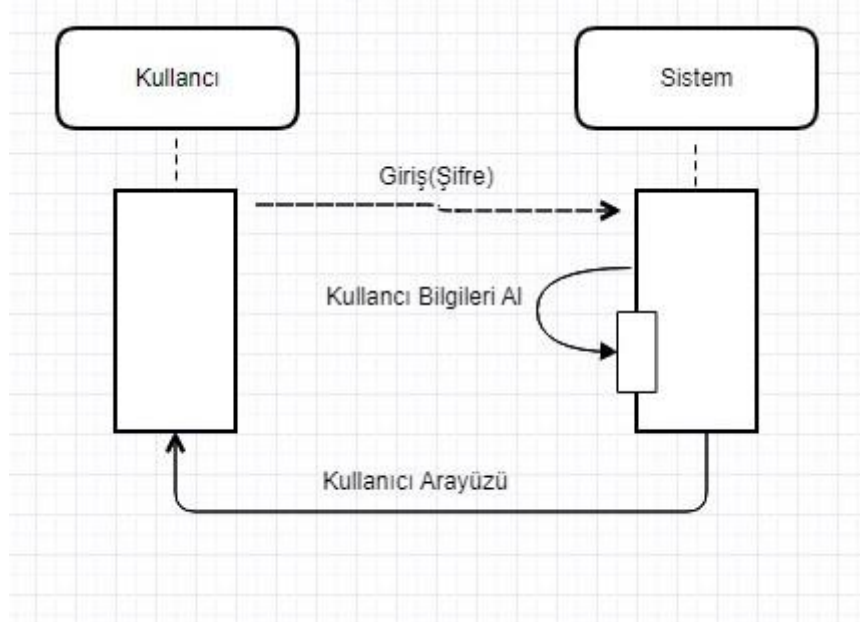 Kullancı
Sistem
Giriş(Şifre)
Kullancı Bilgileri Al
Kullanıcı Arayüzü